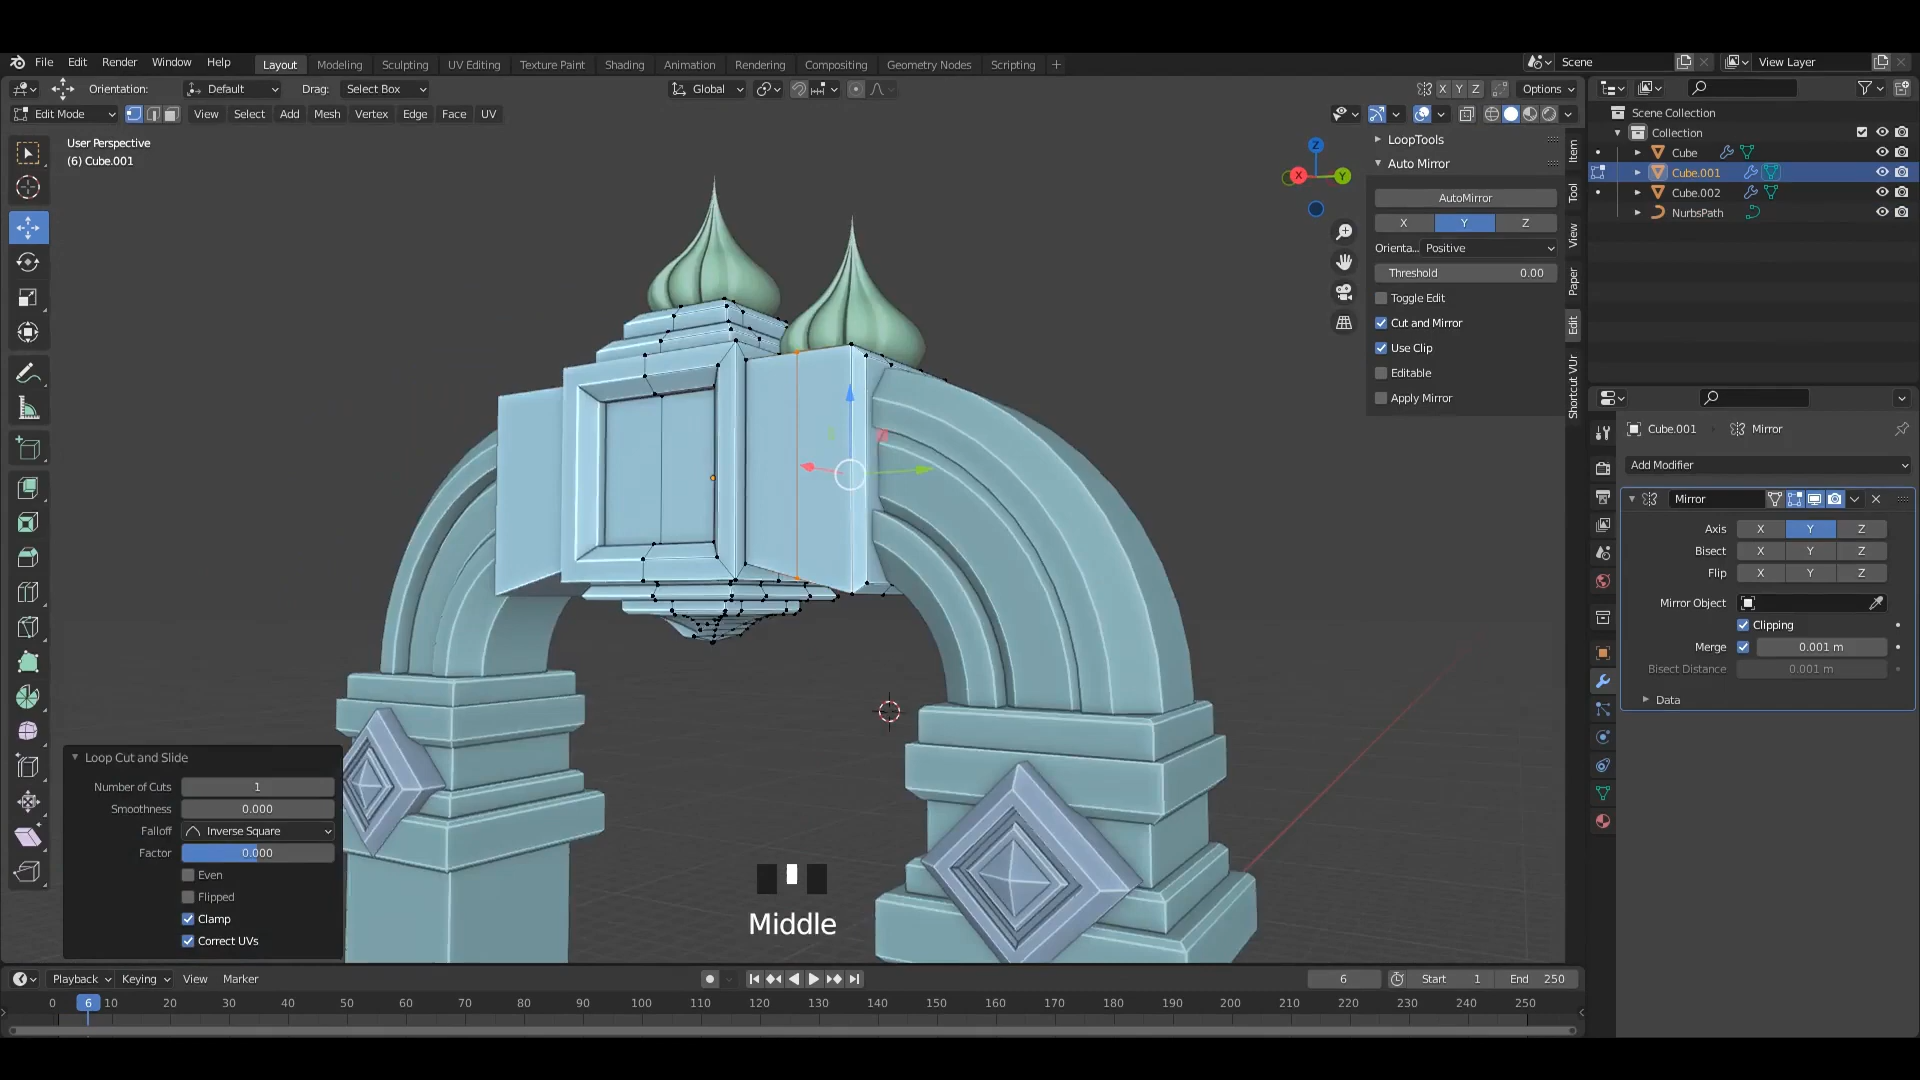 File Edit Render Window Help Layout Modeling Sculpting UV Editing Texture Paint Shading Animation Rendering Compositing Geometry Nodes Scripting + Scene View Layer
Orientation: Default Drag: Select Box Global X Y Z Options
Edit Mode View Select Add Mesh Vertex Edge Face UV
User Perspective
(6) Cube.001
Z
X
Y
LoopTools
Auto Mirror
AutoMirror
X Y Z
Orienta... Positive
Threshold 0.00
Toggle Edit
Cut and Mirror
Use Clip
Editable
Apply Mirror
Item
Tool
View
Paper
Edit
Shortcut VUr
Scene Collection
Collection
Cube
Cube.001
Cube.002
NurbsPath
Cube.001 Mirror
Add Modifier
Mirror
Axis X Y Z
Bisect X Y Z
Flip X Y Z
Mirror Object
Clipping
Merge 0.001 m
Bisect Distance 0.001 m
Data
Loop Cut and Slide
Number of Cuts 1
Smoothness 0.000
Falloff Inverse Square
Factor 0.000
Even
Flipped
Clamp
Correct UVs
Middle
Playback Keying View Marker 6 Start 1 End 250
0 6 10 20 30 40 50 60 70 80 90 100 110 120 130 140 150 160 170 180 190 200 210 220 230 240 250